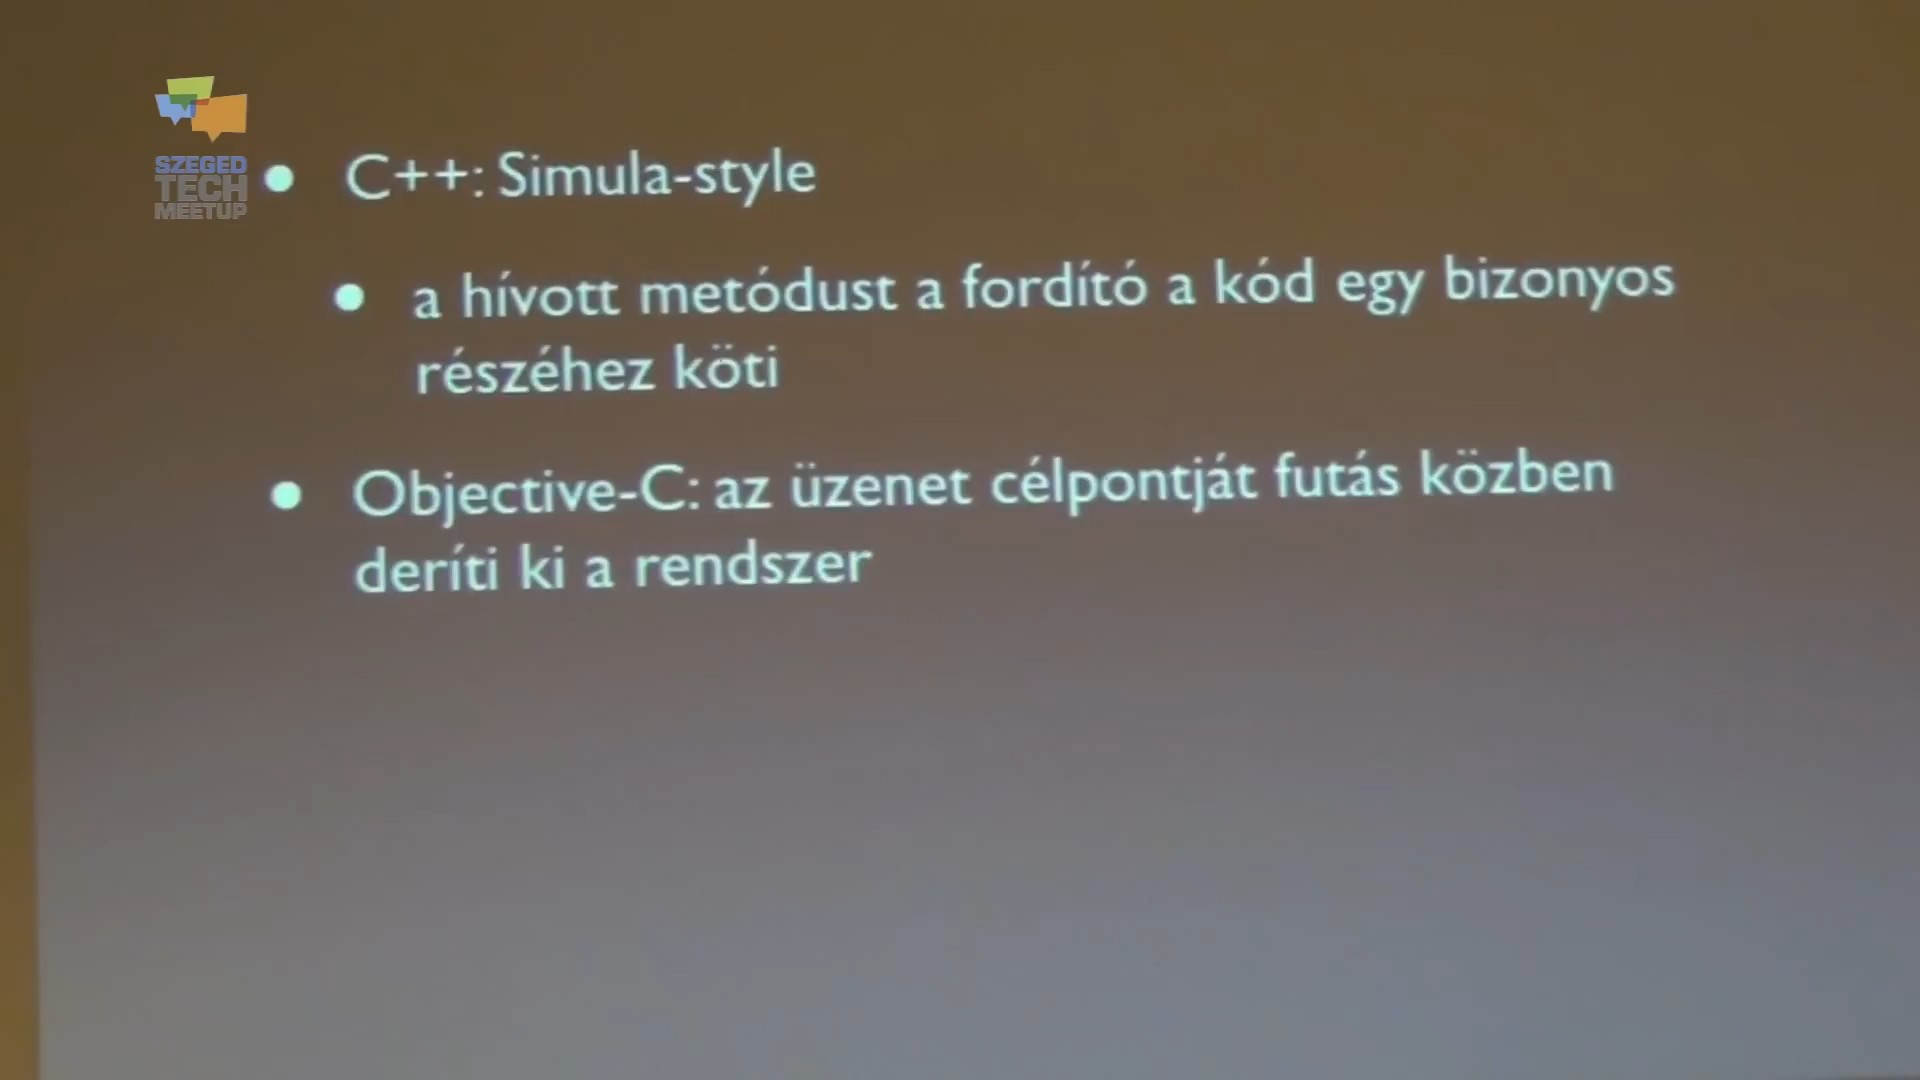 SZEGED
TECH
MEETUP
C++: Simula-style
a hívott metódust a fordító a kód egy bizonyos
részéhez köti
Objective-C: az üzenet célpontját futás közben
deríti ki a rendszer